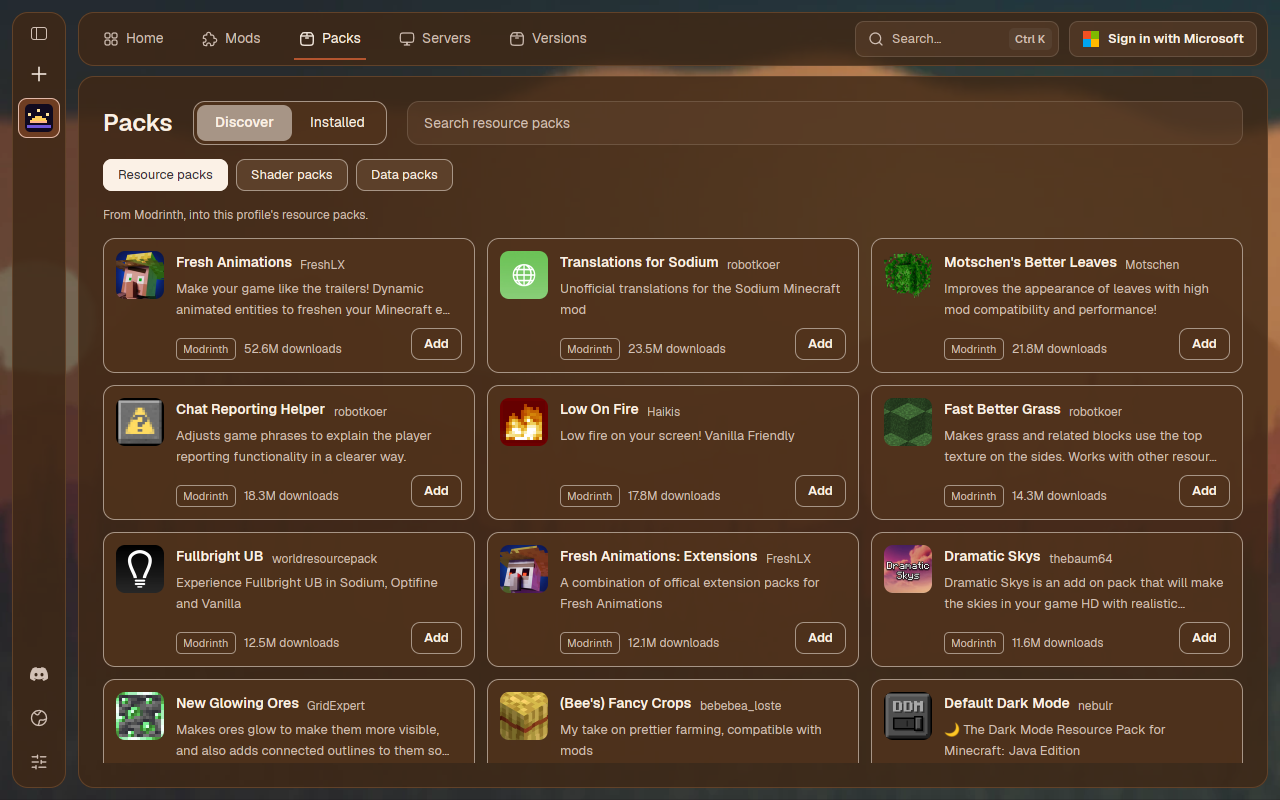 Home
Mods
Packs
Servers
Versions
Search...
Ctrl K
Sign in with Microsoft
Packs
Discover
Installed
Search resource packs
Resource packs
Shader packs
Data packs
From Modrinth, into this profile's resource packs.
Fresh Animations FreshLX
Make your game like the trailers! Dynamic
animated entities to freshen your Minecraft e...
Modrinth 52.6M downloads
Add
Translations for Sodium robotkoer
Unofficial translations for the Sodium Minecraft
mod
Modrinth 23.5M downloads
Add
Motschen's Better Leaves Motschen
Improves the appearance of leaves with high
mod compatibility and performance!
Modrinth 21.8M downloads
Add
Chat Reporting Helper robotkoer
Adjusts game phrases to explain the player
reporting functionality in a clearer way.
Modrinth 18.3M downloads
Add
Low On Fire Haikis
Low fire on your screen! Vanilla Friendly
Modrinth 17.8M downloads
Add
Fast Better Grass robotkoer
Makes grass and related blocks use the top
texture on the sides. Works with other resour...
Modrinth 14.3M downloads
Add
Fullbright UB worldresourcepack
Experience Fullbright UB in Sodium, Optifine
and Vanilla
Modrinth 12.5M downloads
Add
Fresh Animations: Extensions FreshLX
A combination of offical extension packs for
Fresh Animations
Modrinth 12.1M downloads
Add
Dramatic
Skys
Dramatic Skys thebaum64
Dramatic Skys is an add on pack that will make
the skies in your game HD with realistic...
Modrinth 11.6M downloads
Add
New Glowing Ores GridExpert
Makes ores glow to make them more visible,
and also adds connected outlines to them so...
(Bee's) Fancy Crops bebebea_loste
My take on prettier farming, compatible with
mods
DDM
Default Dark Mode nebulr
🌙 The Dark Mode Resource Pack for
Minecraft: Java Edition